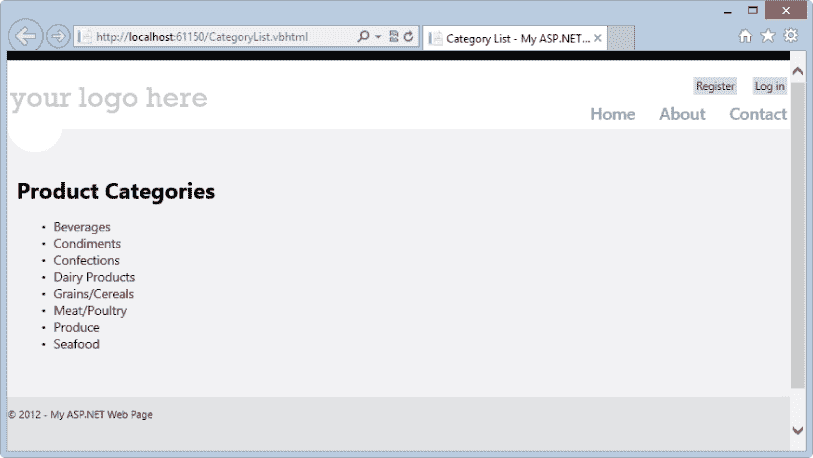 http://localhost:61150/CategoryList.vbhtml
Category List - My ASP.NET...
your logo here
Register Log in
Home About Contact
Product Categories
• Beverages
• Condiments
• Confections
• Dairy Products
• Grains/Cereals
• Meat/Poultry
• Produce
• Seafood
© 2012 - My ASP.NET Web Page